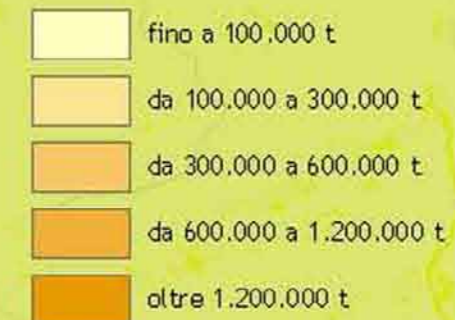 fino a 100.000 t
da 100.000 a 300.000 t
da 300.000 a 600.000 t
da 600.000 a 1.200.000 t
oltre 1.200.000 t